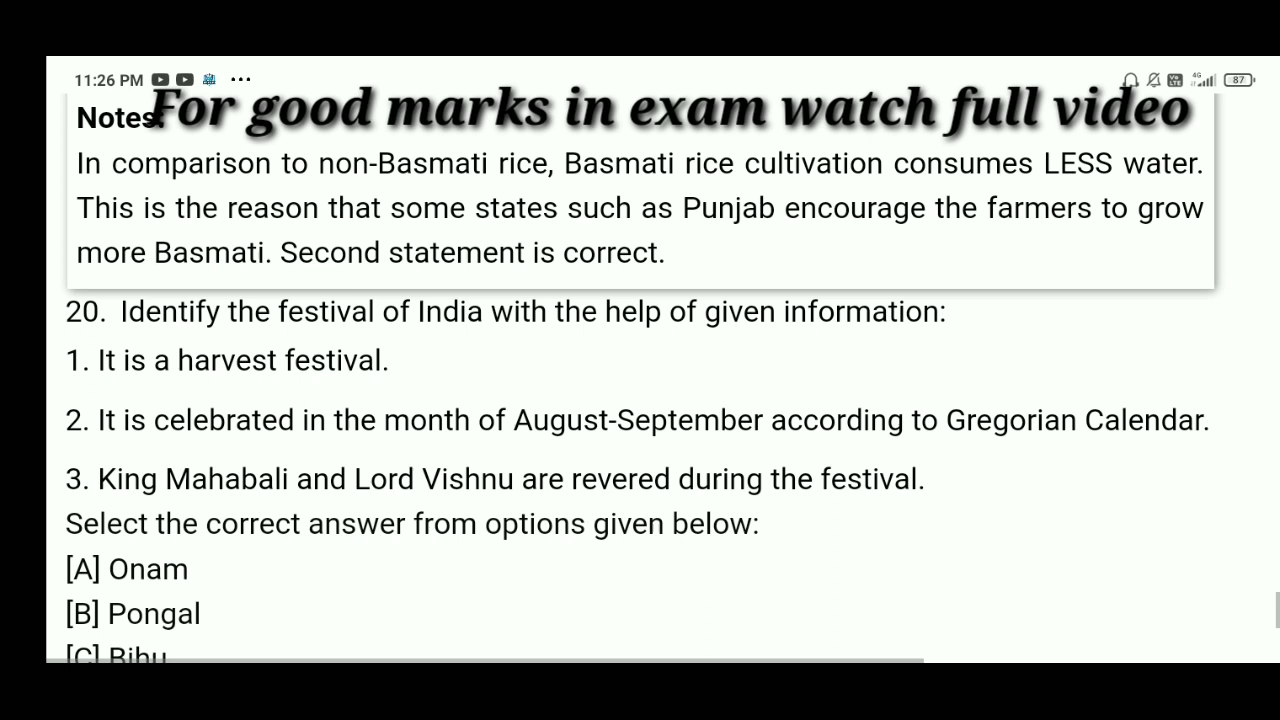 11:26 PM
4G
87
For good marks in exam watch full video
Notes:
In comparison to non-Basmati rice, Basmati rice cultivation consumes LESS water.
This is the reason that some states such as Punjab encourage the farmers to grow
more Basmati. Second statement is correct.
20. Identify the festival of India with the help of given information:
1. It is a harvest festival.
2. It is celebrated in the month of August-September according to Gregorian Calendar.
3. King Mahabali and Lord Vishnu are revered during the festival.
Select the correct answer from options given below:
[A] Onam
[B] Pongal
[C] Bihu